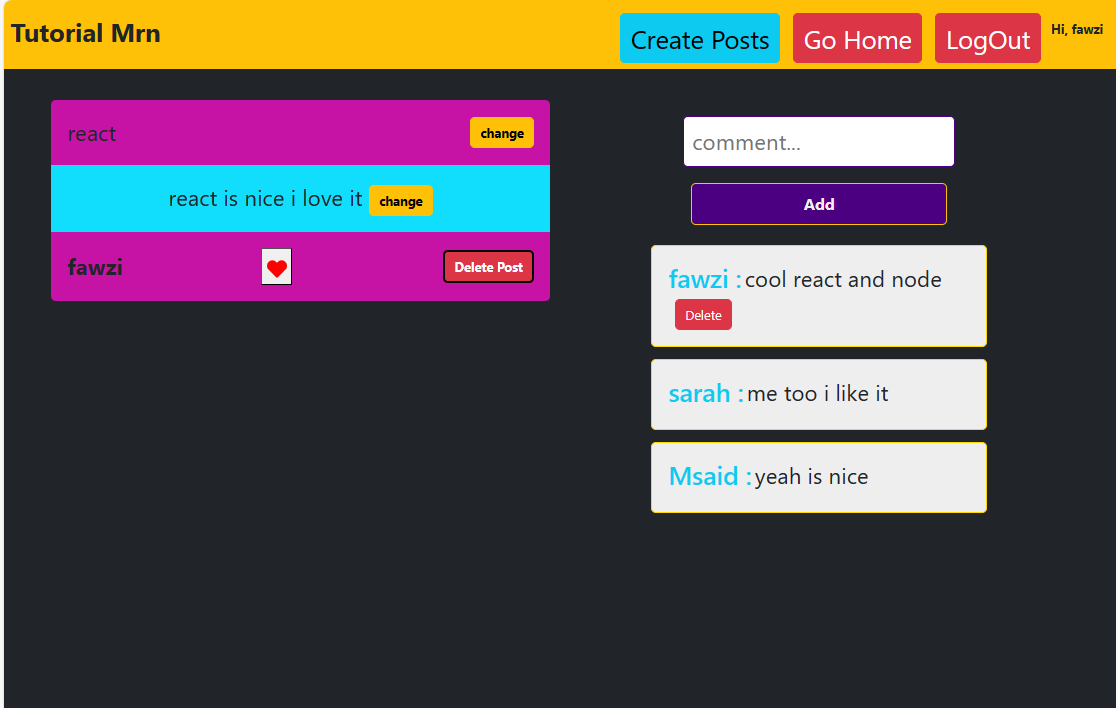 Tutorial Mrn
Create Posts
Go Home
LogOut
Hi, fawzi
react
change
react is nice i love it
change
fawzi
Delete Post
comment...
Add
fawzi : cool react and node
Delete
sarah : me too i like it
Msaid : yeah is nice